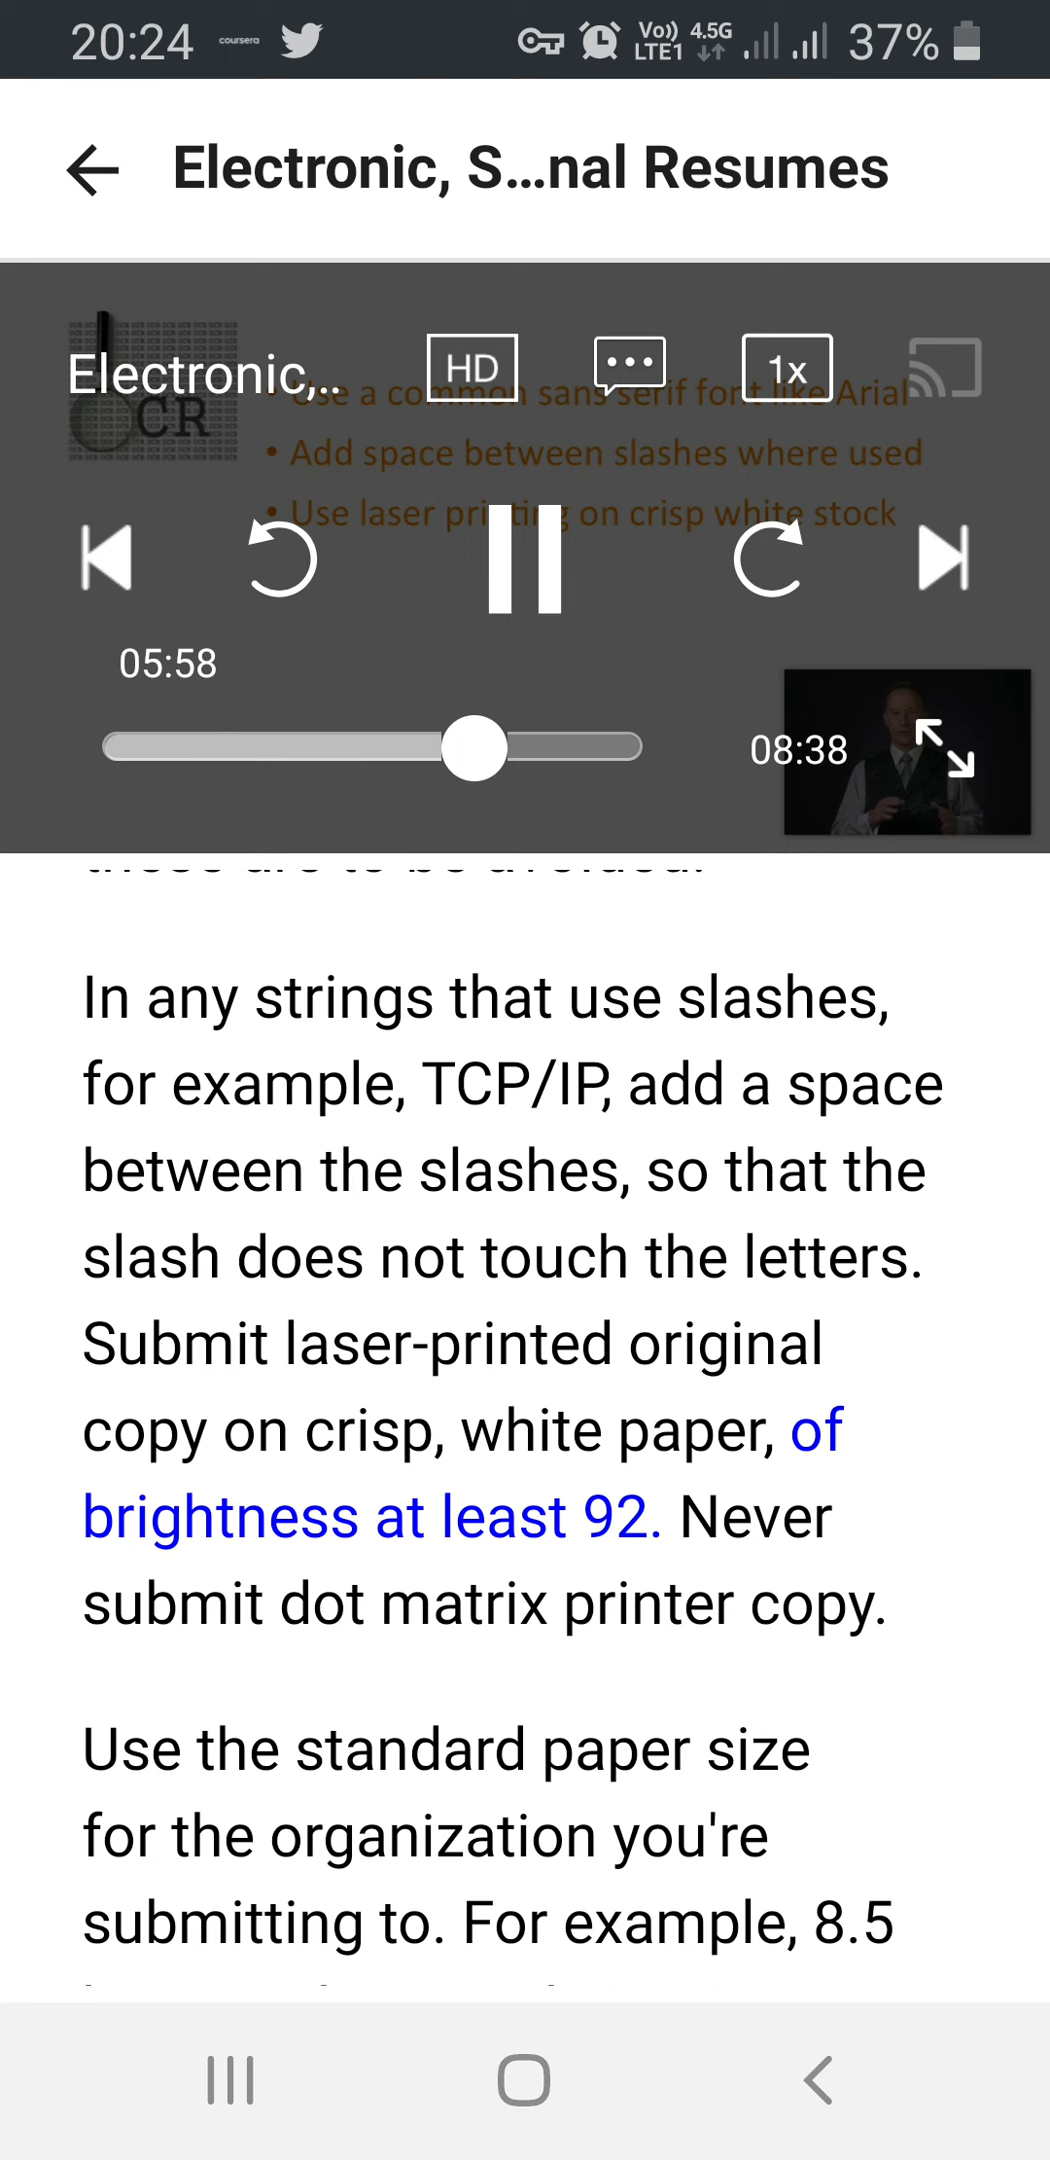 20:24 coursera Vo)) LTE1 4.5G 37%
Electronic, S...nal Resumes
Electronic,..
HD
1x
OCR
• Use a common sans serif font like Arial
• Add space between slashes where used
• Use laser printing on crisp white stock
05:58
08:38
In any strings that use slashes,
for example, TCP/IP, add a space
between the slashes, so that the
slash does not touch the letters.
Submit laser-printed original
copy on crisp, white paper, of
brightness at least 92. Never
submit dot matrix printer copy.
Use the standard paper size
for the organization you're
submitting to. For example, 8.5